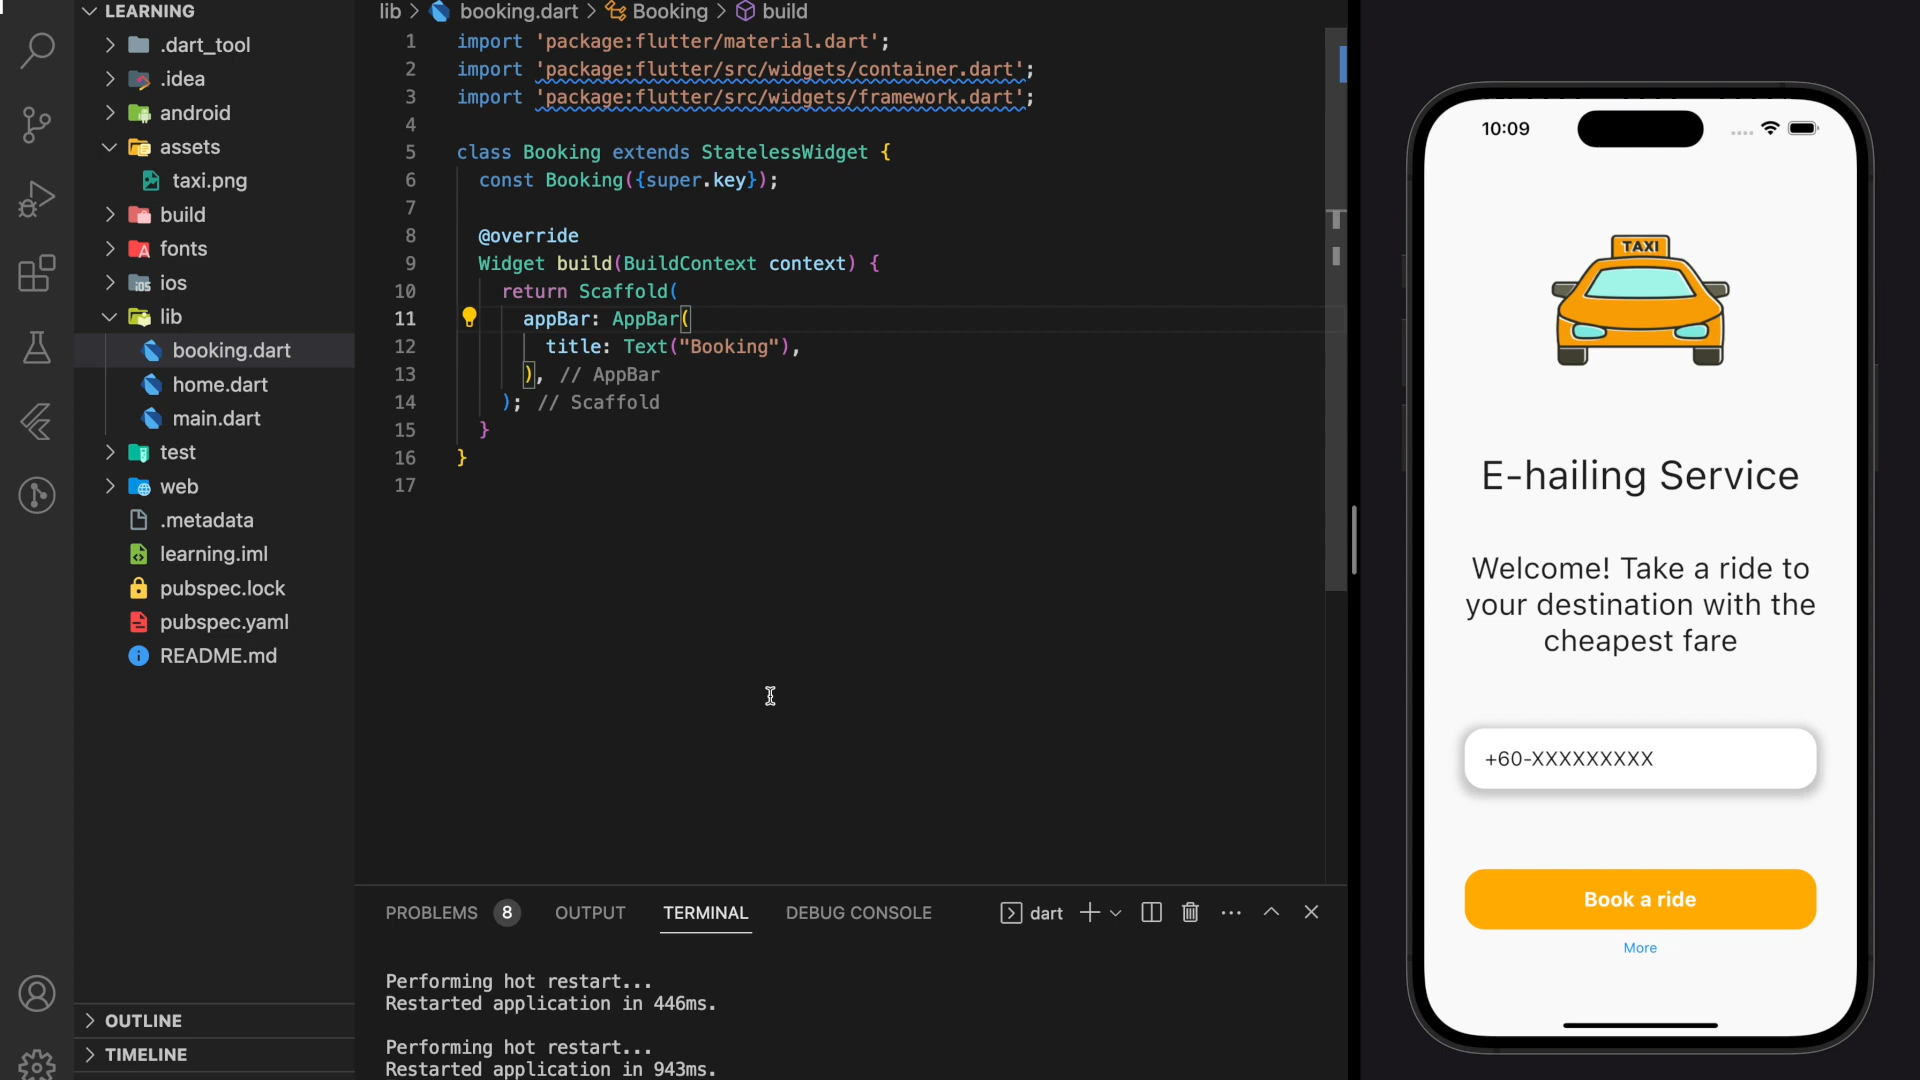 LEARNING
.dart_tool
.idea
android
assets
taxi.png
build
fonts
ios
lib
booking.dart
home.dart
main.dart
test
web
.metadata
learning.iml
pubspec.lock
pubspec.yaml
README.md
OUTLINE
TIMELINE
lib > booking.dart > Booking > build
1 import 'package:flutter/material.dart';
2 import 'package:flutter/src/widgets/container.dart';
3 import 'package:flutter/src/widgets/framework.dart';
4
5 class Booking extends StatelessWidget {
6 const Booking({super.key});
7
8 @override
9 Widget build(BuildContext context) {
10 return Scaffold(
11 appBar: AppBar(
12 title: Text("Booking"),
13 ), // AppBar
14 ); // Scaffold
15 }
16 }
17
PROBLEMS 8 OUTPUT TERMINAL DEBUG CONSOLE dart
Performing hot restart...
Restarted application in 446ms.
Performing hot restart...
Restarted application in 943ms.
10:09
TAXI
E-hailing Service
Welcome! Take a ride to
your destination with the
cheapest fare
+60-XXXXXXXXX
Book a ride
More